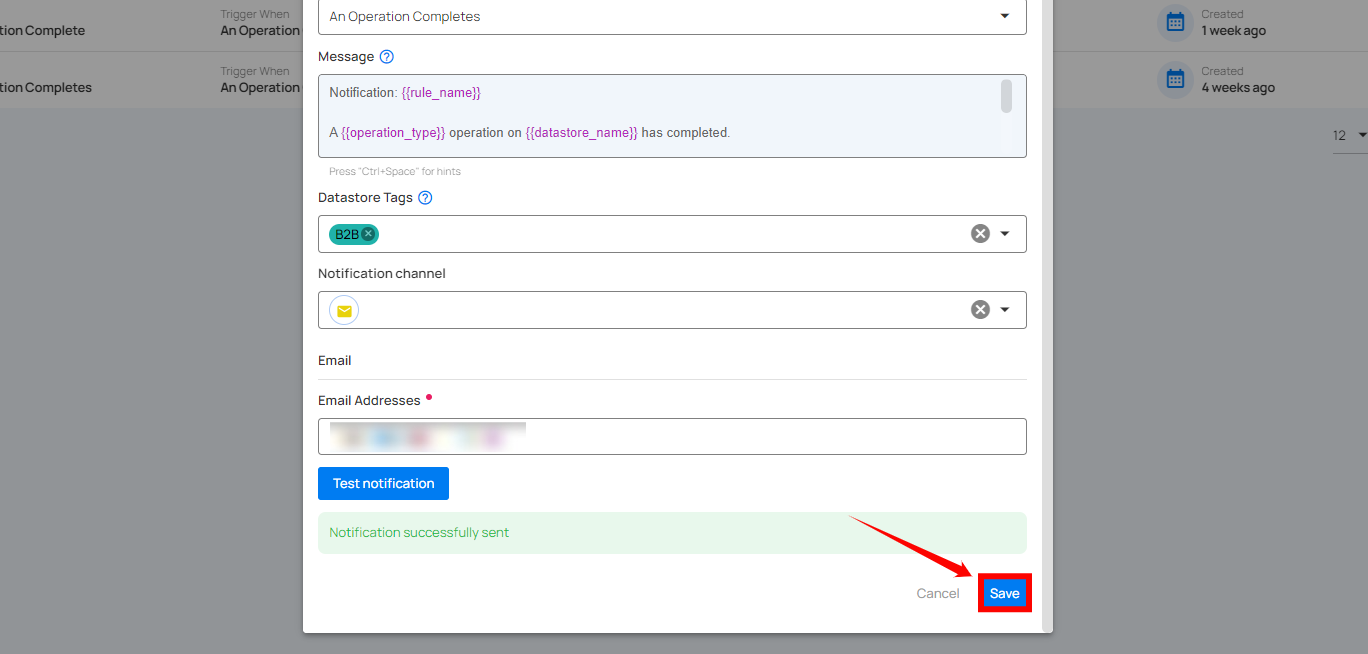 Trigger When
tion Complete
An Operation
Created
1 week ago
Trigger When
tion Completes
An Operation
Created
4 weeks ago
12
An Operation Completes
Message
Notification: {{rule_name}}
A {{operation_type}} operation on {{datastore_name}} has completed.
Press "Ctrl+Space" for hints
Datastore Tags
B2B
Notification channel
Email
Email Addresses
Test notification
Notification successfully sent
Cancel
Save